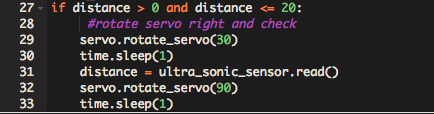 27 if distance > 0 and distance <= 20:
28     #rotate servo right and check
29    servo.rotate_servo(30)
30    time.sleep(1)
31    distance = ultra_sonic_sensor.read()
32    servo.rotate_servo(90)
33    time.sleep(1)